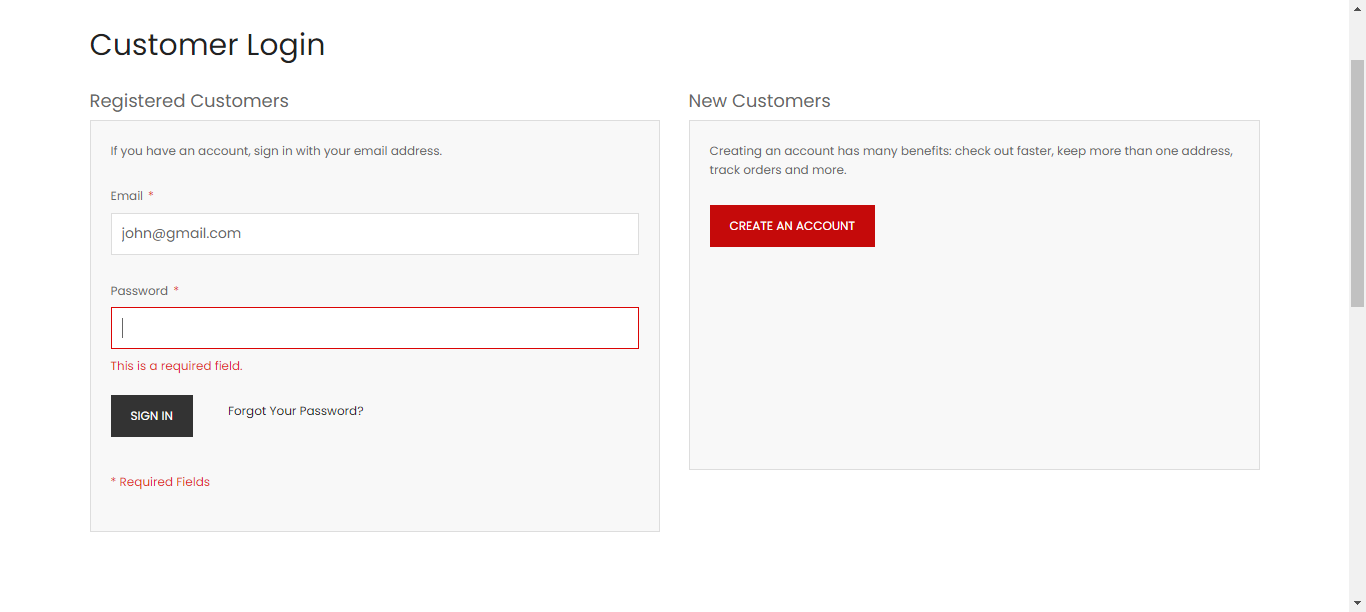 Customer Login
Registered Customers
If you have an account, sign in with your email address.
Email *
john@gmail.com
Password *
This is a required field.
SIGN IN
Forgot Your Password?
* Required Fields
New Customers
Creating an account has many benefits: check out faster, keep more than one address,
track orders and more.
CREATE AN ACCOUNT